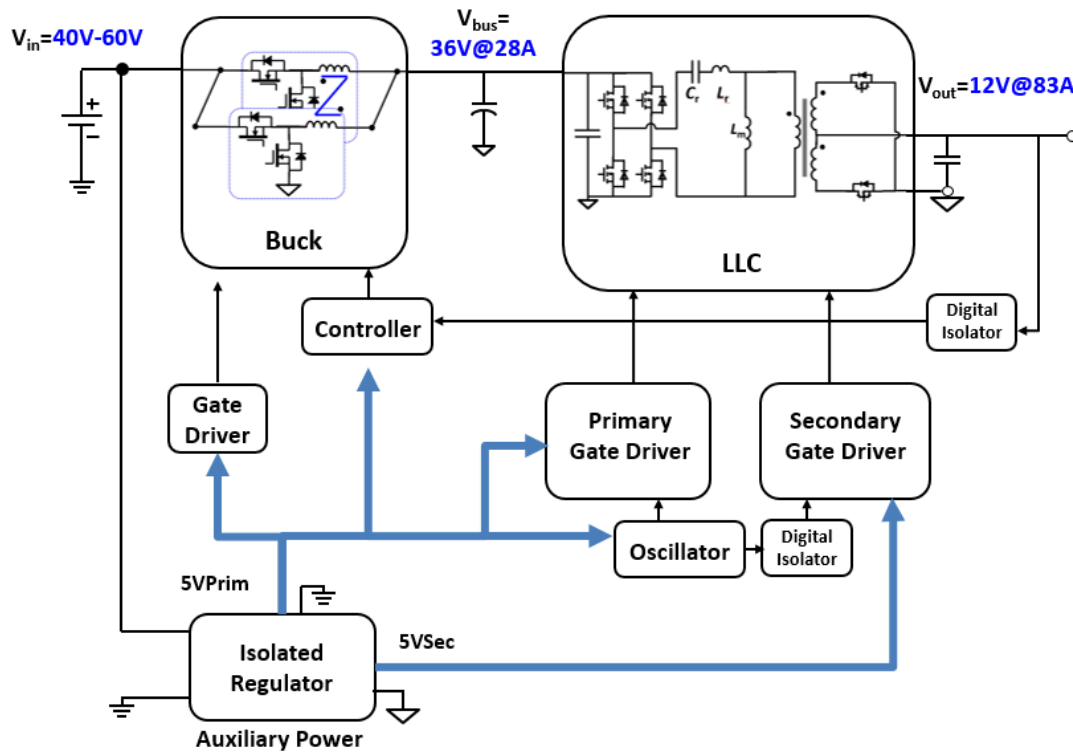 Vin=40V-60V
Vbus=
36V@28A
Vout=12V@83A
Cr
Lr
Lm
Buck
LLC
Controller
Digital
Isolator
Gate
Driver
Primary
Gate Driver
Secondary
Gate Driver
Oscillator
Digital
Isolator
5VPrim
5VSec
Isolated
Regulator
Auxiliary Power